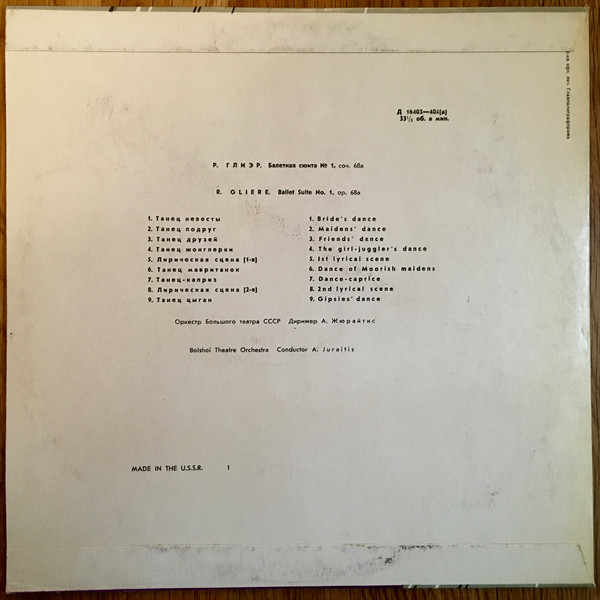 Д 16403—404(а)
33⅓ об. в мин.
Р. ГЛИЭР. Балетная сюита № 1, соч. 68а
R. GLIERE. Ballet Suite No. 1, op. 68a
1. Танец невесты
2. Танец подруг
3. Танец друзей
4. Танец жонглерки
5. Лирическая сцена (1-я)
6. Танец мавританок
7. Танец-каприз
8. Лирическая сцена (2-я)
9. Танец цыган
1. Bride's dance
2. Maidens' dance
3. Friends' dance
4. The girl-juggler's dance
5. 1st lyrical scene
6. Dance of Moorish maidens
7. Dance-caprice
8. 2nd lyrical scene
9. Gipsies' dance
Оркестр Большого театра СССР Дирижер А. Жюрайтис
Bolshoi Theatre Orchestra Conductor A. Juraitis
MADE IN THE U.S.S.R. 1